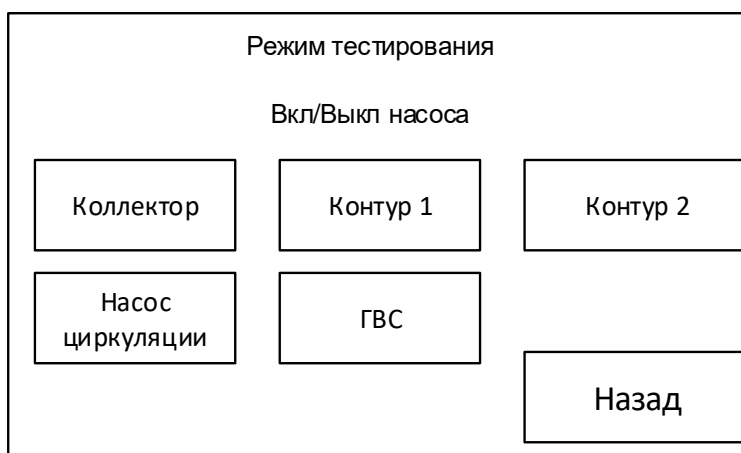 Режим тестирования
Вкл/Выкл насоса
Коллектор
Контур 1
Контур 2
Насос
циркуляции
ГВС
Назад